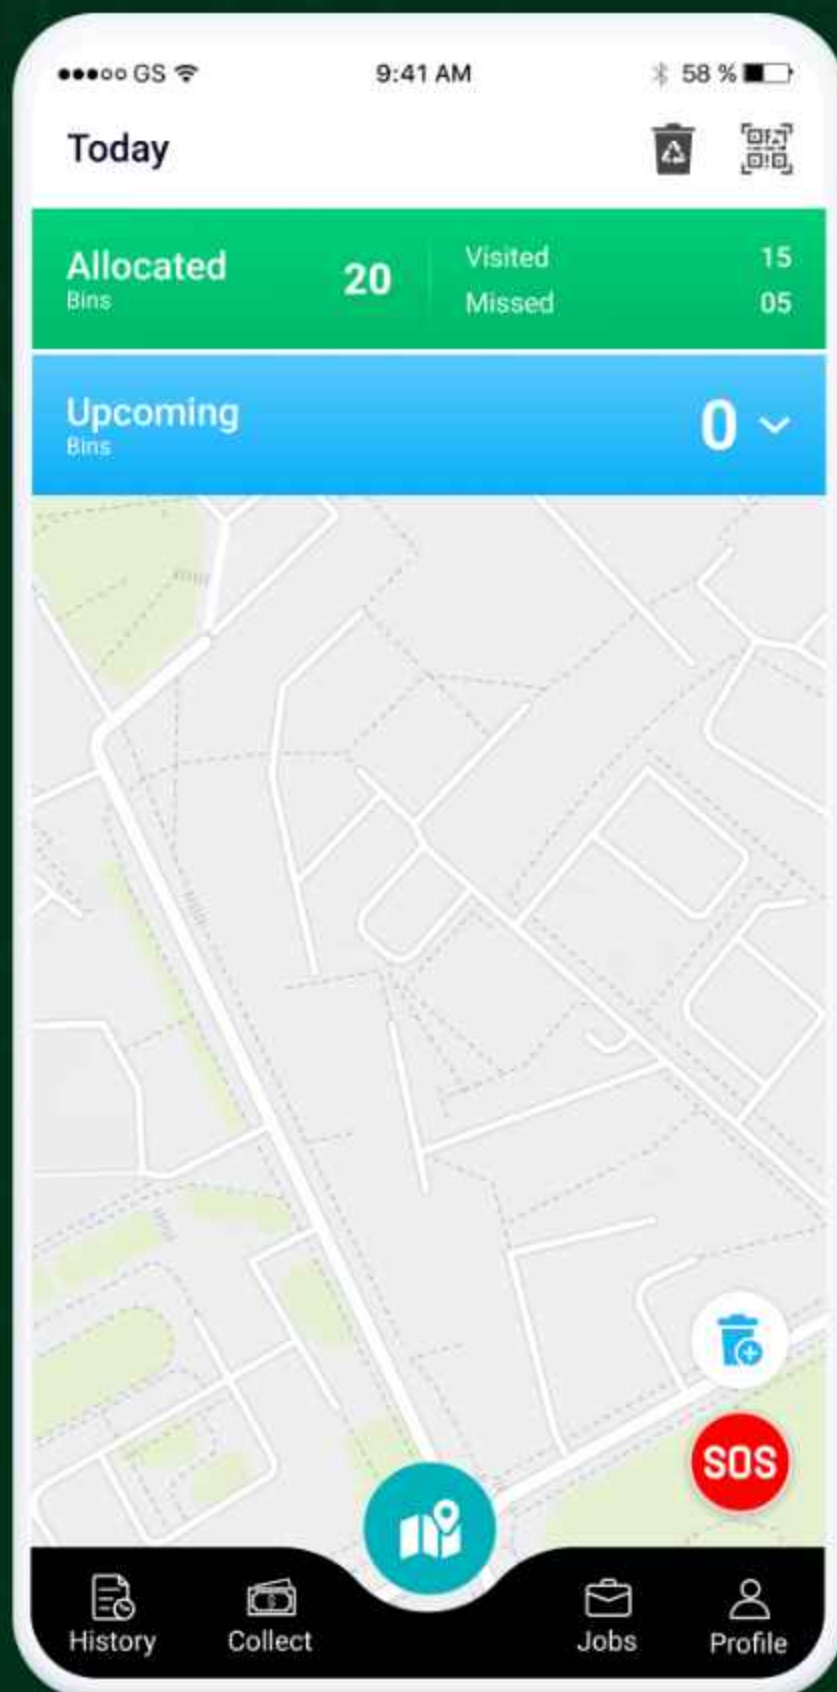 GS 9:41 AM 58 %
Today
Allocated 20 Visited 15
Bins Missed 05
Upcoming 0
Bins
SOS
History Collect Jobs Profile